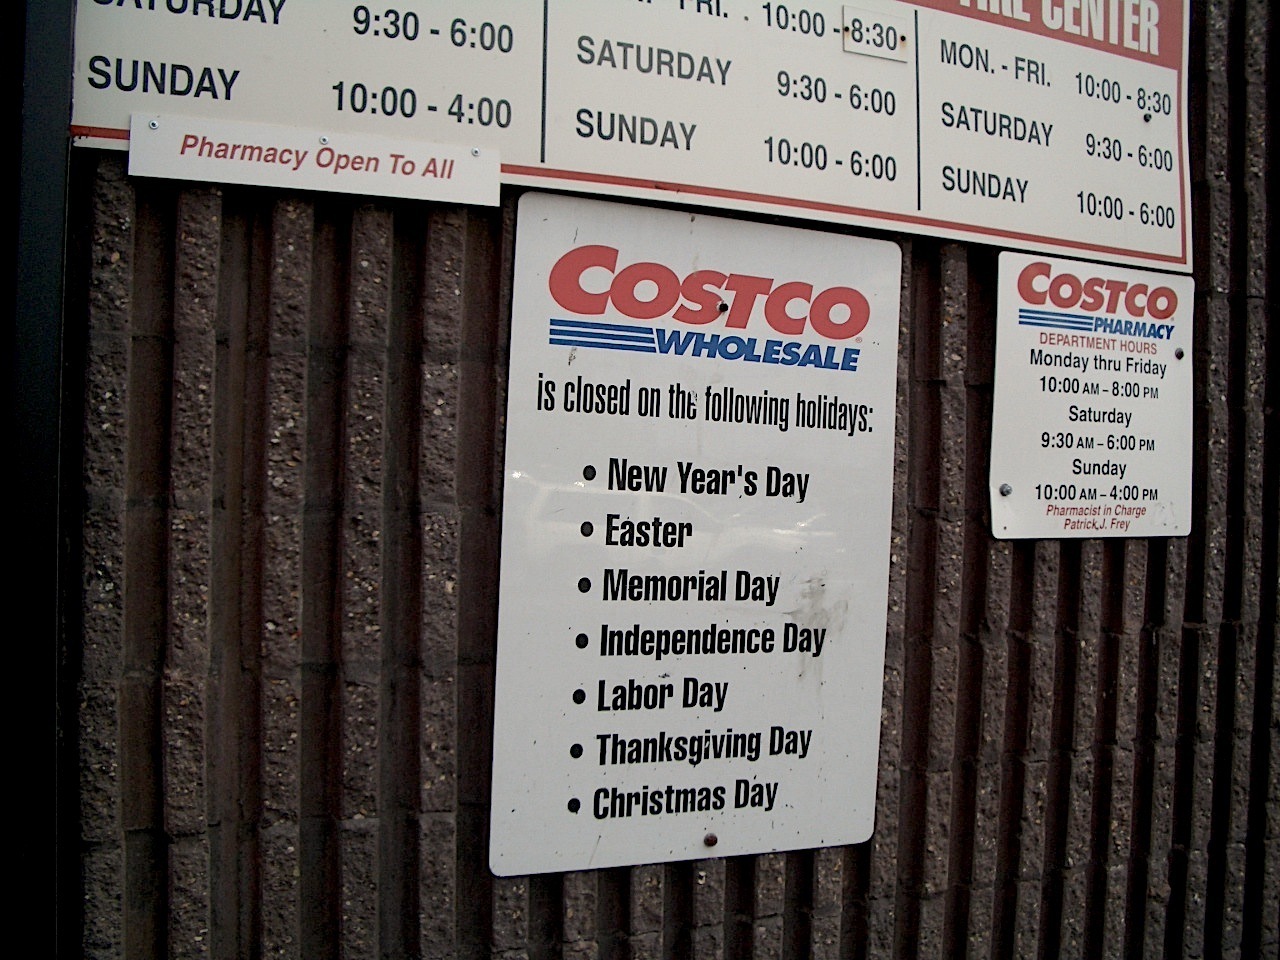 SATURDAY 9:30 - 6:00
SUNDAY 10:00 - 4:00
Pharmacy Open To All
FRI. . 10:00 - 8:30
SATURDAY 9:30 - 6:00
SUNDAY 10:00 - 6:00
CENTER
MON. - FRI. 10:00 - 8:30
SATURDAY 9:30 - 6:00
SUNDAY 10:00 - 6:00
COSTCO
WHOLESALE
is closed on the following holidays:
• New Year's Day
• Easter
• Memorial Day
• Independence Day
• Labor Day
• Thanksgiving Day
• Christmas Day
COSTCO
PHARMACY
DEPARTMENT HOURS
Monday thru Friday
10:00 AM – 8:00 PM
Saturday
9:30 AM – 6:00 PM
Sunday
10:00 AM – 4:00 PM
Pharmacist in Charge
Patrick J. Frey